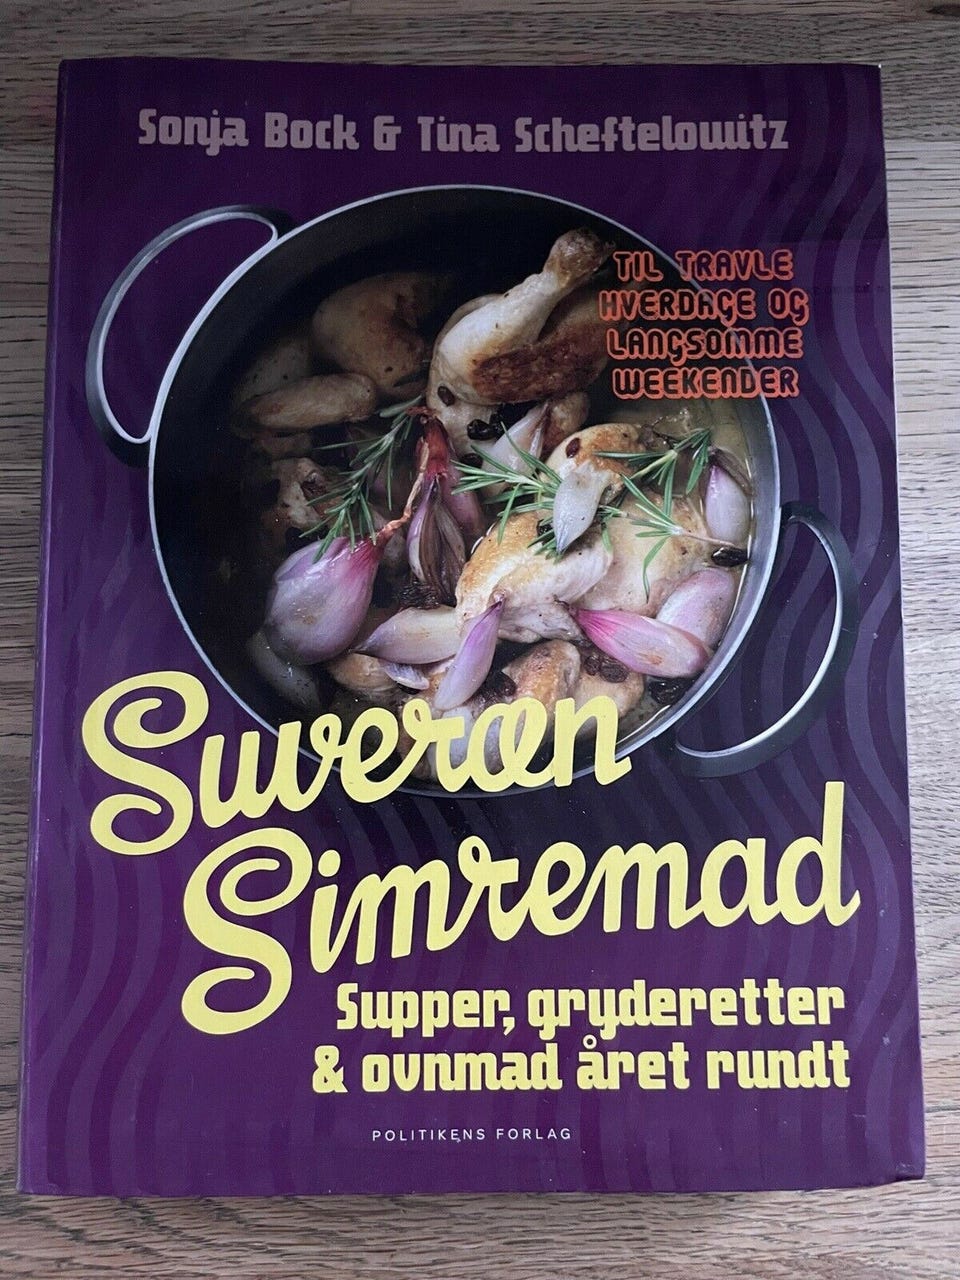 Sonja Bock & Tina Scheftelowitz
TIL TRAVLE
HVERDAGE OG
LANGSOMME
WEEKENDER
Suveræn
Simremad
Supper, gryderetter
& ovnmad året rundt
POLITIKENS FORLAG